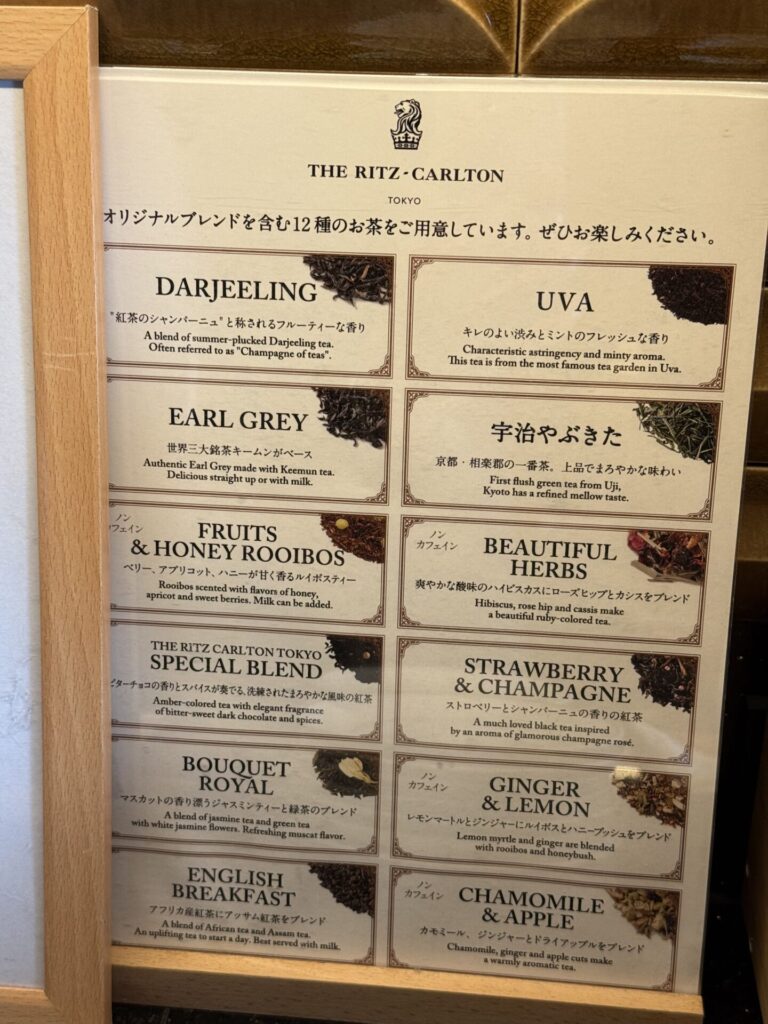 THE RITZ-CARLTON
TOKYO
オリジナルブレンドを含む12種のお茶をご用意しています。ぜひお楽しみください。
DARJEELING
"紅茶のシャンパーニュ"と称されるフルーティーな香り
A blend of summer-plucked Darjeeling tea.
Often referred to as "Champagne of teas".
UVA
キレのよい渋みとミントのフレッシュな香り
Characteristic astringency and minty aroma.
This tea is from the most famous tea garden in Uva.
EARL GREY
世界三大銘茶キームンがベース
Authentic Earl Grey made with Keemun tea.
Delicious straight up or with milk.
宇治やぶきた
京都・相楽郡の一番茶。上品でまろやかな味わい
First flush green tea from Uji,
Kyoto has a refined mellow taste.
ノン
カフェイン
FRUITS
& HONEY ROOIBOS
ベリー、アプリコット、ハニーが甘く香るルイボスティー
Rooibos scented with flavors of honey,
apricot and sweet berries. Milk can be added.
ノン
カフェイン
BEAUTIFUL
HERBS
爽やかな酸味のハイビスカスにローズヒップとカシスをブレンド
Hibiscus, rose hip and cassis make
a beautiful ruby-colored tea.
THE RITZ CARLTON TOKYO
SPECIAL BLEND
ビターチョコの香りとスパイスが奏でる、洗練されたまろやかな風味の紅茶
Amber-colored tea with elegant fragrance
of bitter-sweet dark chocolate and spices.
STRAWBERRY
& CHAMPAGNE
ストロベリーとシャンパーニュの香りの紅茶
A much loved black tea inspired
by an aroma of glamorous champagne rosé.
BOUQUET
ROYAL
マスカットの香り漂うジャスミンティーと緑茶のブレンド
A blend of jasmine tea and green tea
with white jasmine flowers. Refreshing muscat flavor.
ノン
カフェイン
GINGER
& LEMON
レモンマートルとジンジャーにルイボスとハニーブッシュをブレンド
Lemon myrtle and ginger are blended
with rooibos and honeybush.
ENGLISH
BREAKFAST
アフリカ産紅茶にアッサム紅茶をブレンド
A blend of African tea and Assam tea.
An uplifting tea to start a day. Best served with milk.
ノン
カフェイン
CHAMOMILE
& APPLE
カモミール、ジンジャーとドライアップルをブレンド
Chamomile, ginger and apple cuts make
a warmly aromatic tea.